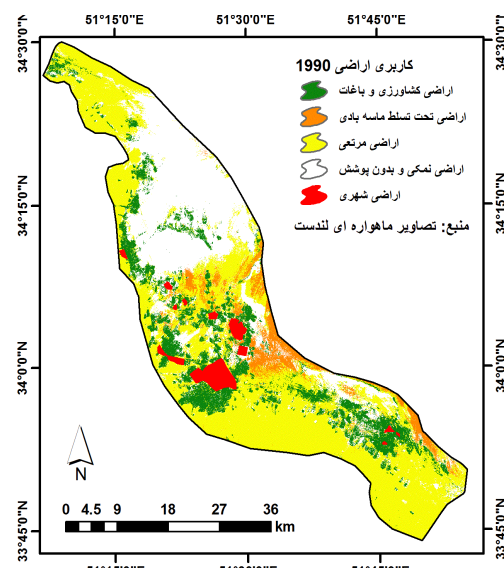 51°15'0"E 51°30'0"E 51°45'0"E
34°30'0"N 34°30'0"N
کاربری اراضی 1990
اراضی کشاورزی و باغات
اراضی تحت تسلط ماسه بادی
اراضی مرتعی
اراضی نمکی و بدون پوشش
اراضی شهری
منبع: تصاویر ماهواره ای لندست
34°15'0"N 34°15'0"N
34°0'0"N 34°0'0"N
N
0 4.5 9 18 27 36
km
33°45'0"N 33°45'0"N